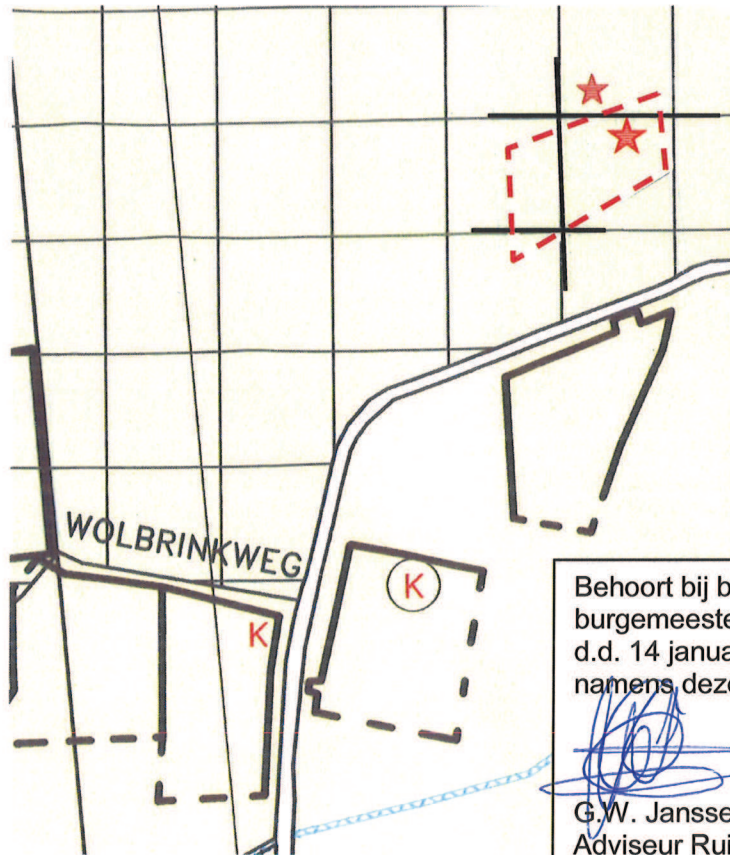 WOLBRINKWEG
K
K
Behoort bij b
burgemeeste
d.d. 14 janua
namens deze
G.W. Jansse
Adviseur Rui